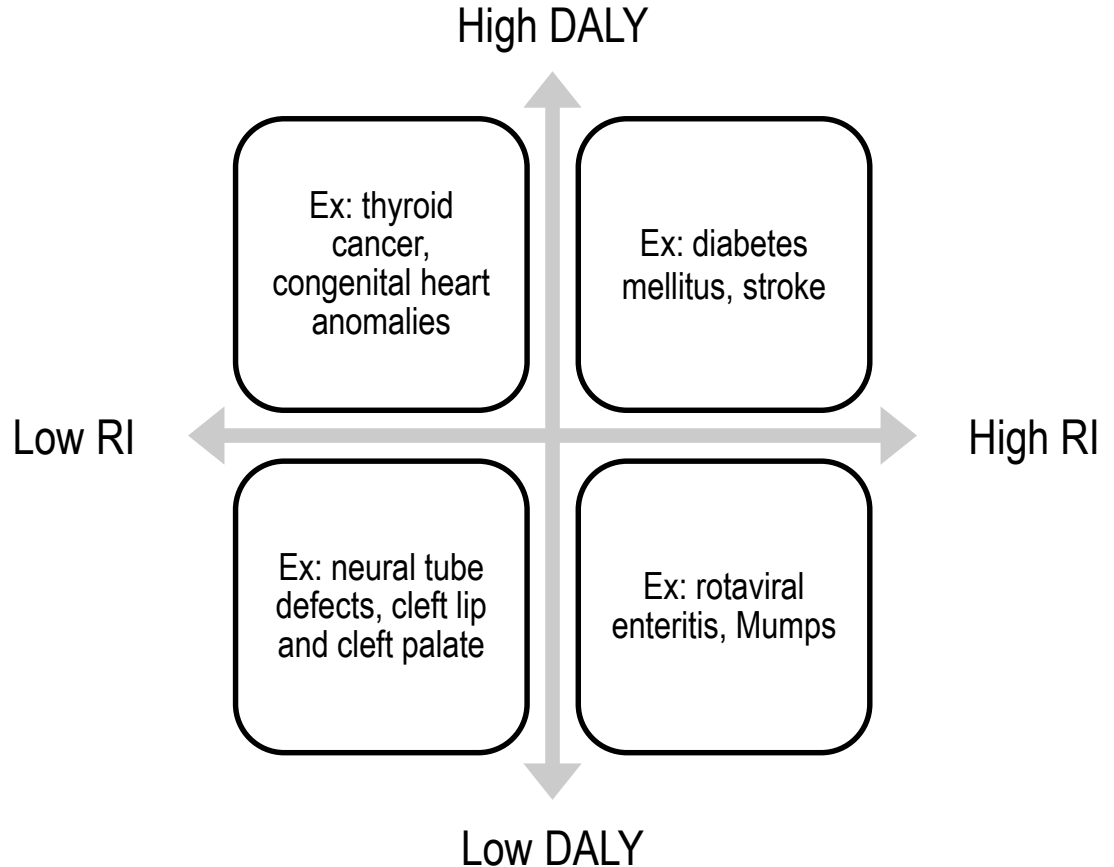 High DALY
Ex: thyroid
cancer,
congenital heart
anomalies
Ex: diabetes
mellitus, stroke
Low RI
High RI
Ex: neural tube
defects, cleft lip
and cleft palate
Ex: rotaviral
enteritis, Mumps
Low DALY